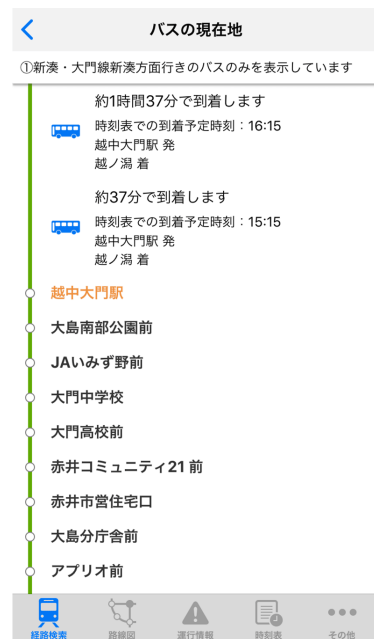 バスの現在地
①新湊・大門線新湊方面行きのバスのみを表示しています
約1時間37分で到着します
時刻表での到着予定時刻：16:15
越中大門駅 発
越ノ潟 着
約37分で到着します
時刻表での到着予定時刻：15:15
越中大門駅 発
越ノ潟 着
越中大門駅
大島南部公園前
JAいみず野前
大門中学校
大門高校前
赤井コミュニティ21 前
赤井市営住宅口
大島分庁舎前
アプリオ前
経路検索
路線図
運行情報
時刻表
その他